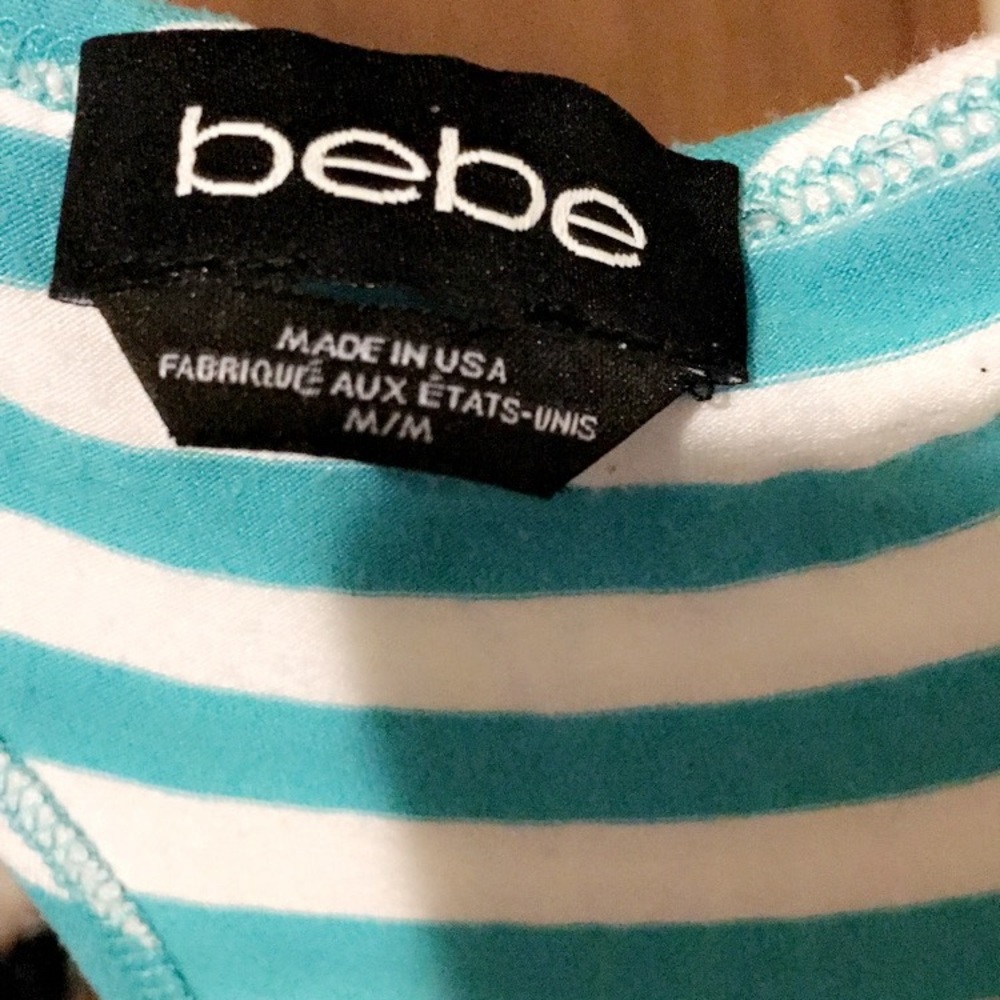 bebe
MADE IN USA
FABRIQUÉ AUX ÉTATS-UNIS
M/M